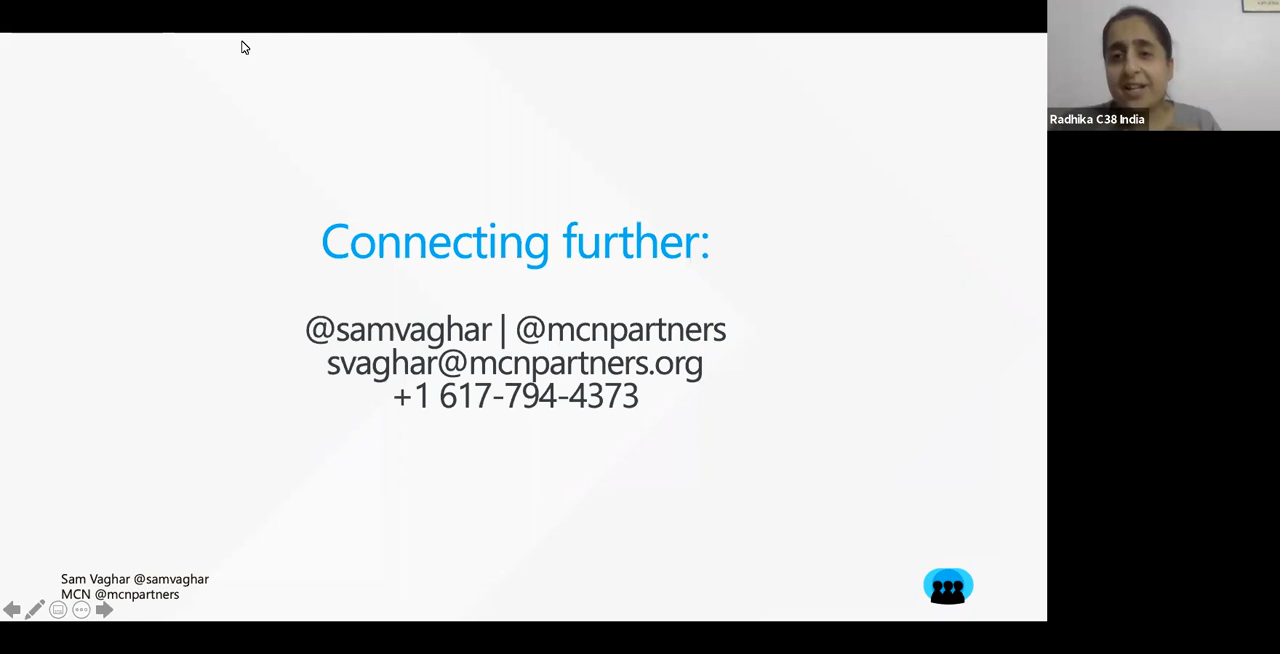 Connecting further:
@samvaghar | @mcnpartners
svaghar@mcnpartners.org
+1 617-794-4373
Sam Vaghar @samvaghar
MCN @mcnpartners
Radhika C38 India